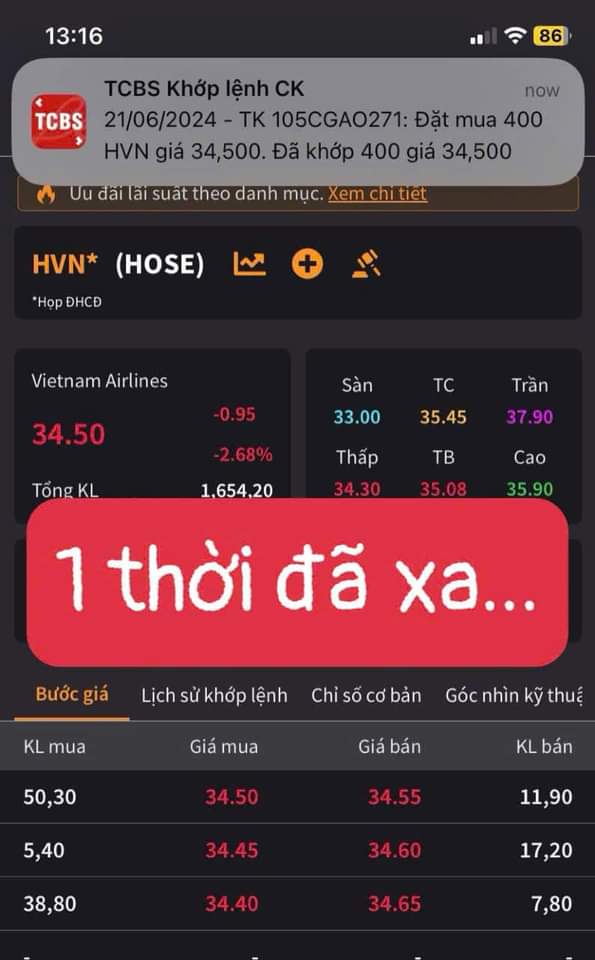 13:16
86
TCBS Khớp lệnh CK
now
TCBS
21/06/2024 - TK 105CGAO271: Đặt mua 400
HVN giá 34,500. Đã khớp 400 giá 34,500
Ưu đãi lãi suất theo danh mục. Xem chi tiết
HVN* (HOSE)
*Họp ĐHCĐ
Vietnam Airlines
34.50
-0.95
-2.68%
Tổng KL 1,654,20
Sàn TC Trần
33.00 35.45 37.90
Thấp TB Cao
34.30 35.08 35.90
1 thời đã xa...
Bước giá Lịch sử khớp lệnh Chỉ số cơ bản Góc nhìn kỹ thuậ
KL mua Giá mua Giá bán KL bán
50,30 34.50 34.55 11,90
5,40 34.45 34.60 17,20
38,80 34.40 34.65 7,80